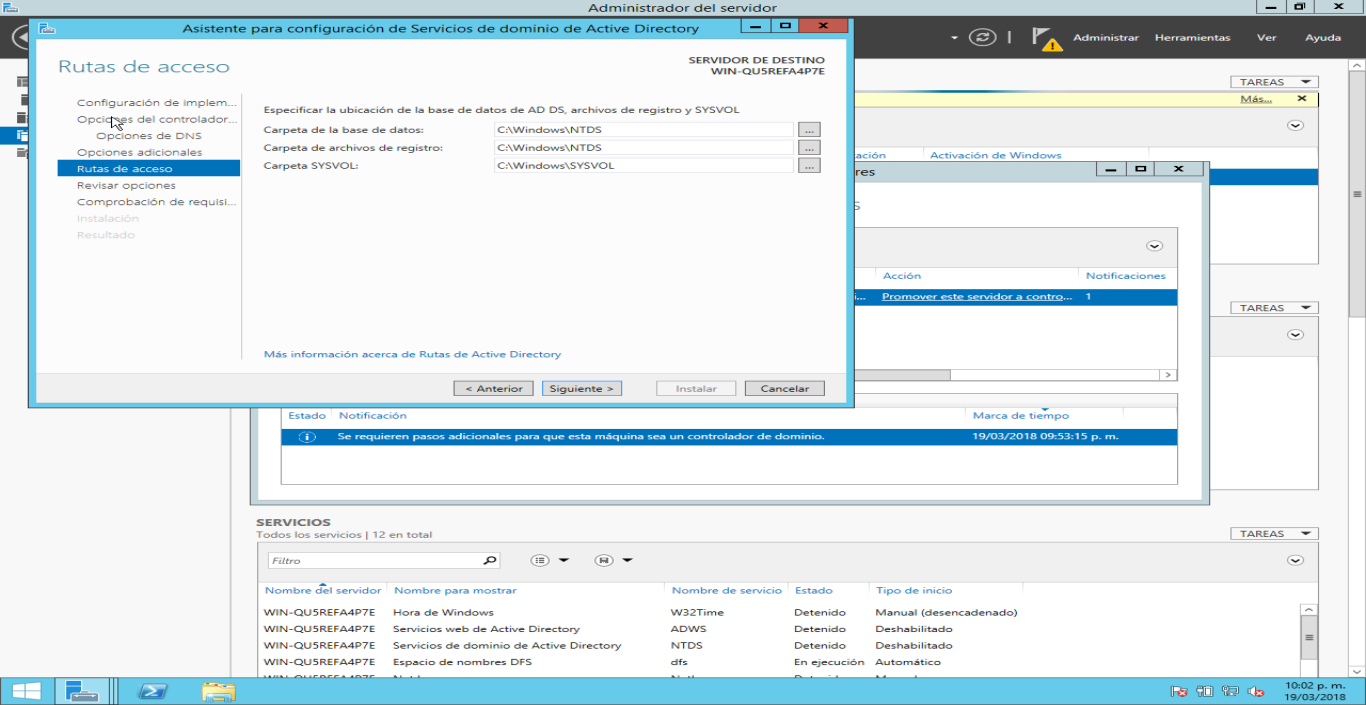 Administrador del servidor
Administrar Herramientas Ver Ayuda
Asistente para configuración de Servicios de dominio de Active Directory
Rutas de acceso
SERVIDOR DE DESTINO
WIN-QU5REFA4P7E
Configuración de implem...
Opciones del controlador...
Opciones de DNS
Opciones adicionales
Rutas de acceso
Revisar opciones
Comprobación de requisi...
Instalación
Resultado
Especificar la ubicación de la base de datos de AD DS, archivos de registro y SYSVOL
Carpeta de la base de datos: C:\Windows\NTDS ...
Carpeta de archivos de registro: C:\Windows\NTDS ...
Carpeta SYSVOL: C:\Windows\SYSVOL ...
Más información acerca de Rutas de Active Directory
< Anterior Siguiente > Instalar Cancelar
TAREAS
Más...
ación Activación de Windows
res
Acción Notificaciones
Promover este servidor a contro... 1
TAREAS
Estado Notificación Marca de tiempo
Se requieren pasos adicionales para que esta máquina sea un controlador de dominio. 19/03/2018 09:53:15 p. m.
SERVICIOS
Todos los servicios | 12 en total
TAREAS
Filtro
Nombre del servidor Nombre para mostrar Nombre de servicio Estado Tipo de inicio
WIN-QU5REFA4P7E Hora de Windows W32Time Detenido Manual (desencadenado)
WIN-QU5REFA4P7E Servicios web de Active Directory ADWS Detenido Deshabilitado
WIN-QU5REFA4P7E Servicios de dominio de Active Directory NTDS Detenido Deshabilitado
WIN-QU5REFA4P7E Espacio de nombres DFS dfs En ejecución Automático
10:02 p. m.
19/03/2018